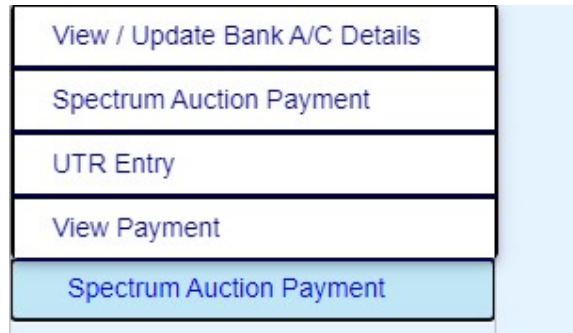 View / Update Bank A/C Details
Spectrum Auction Payment
UTR Entry
View Payment
Spectrum Auction Payment